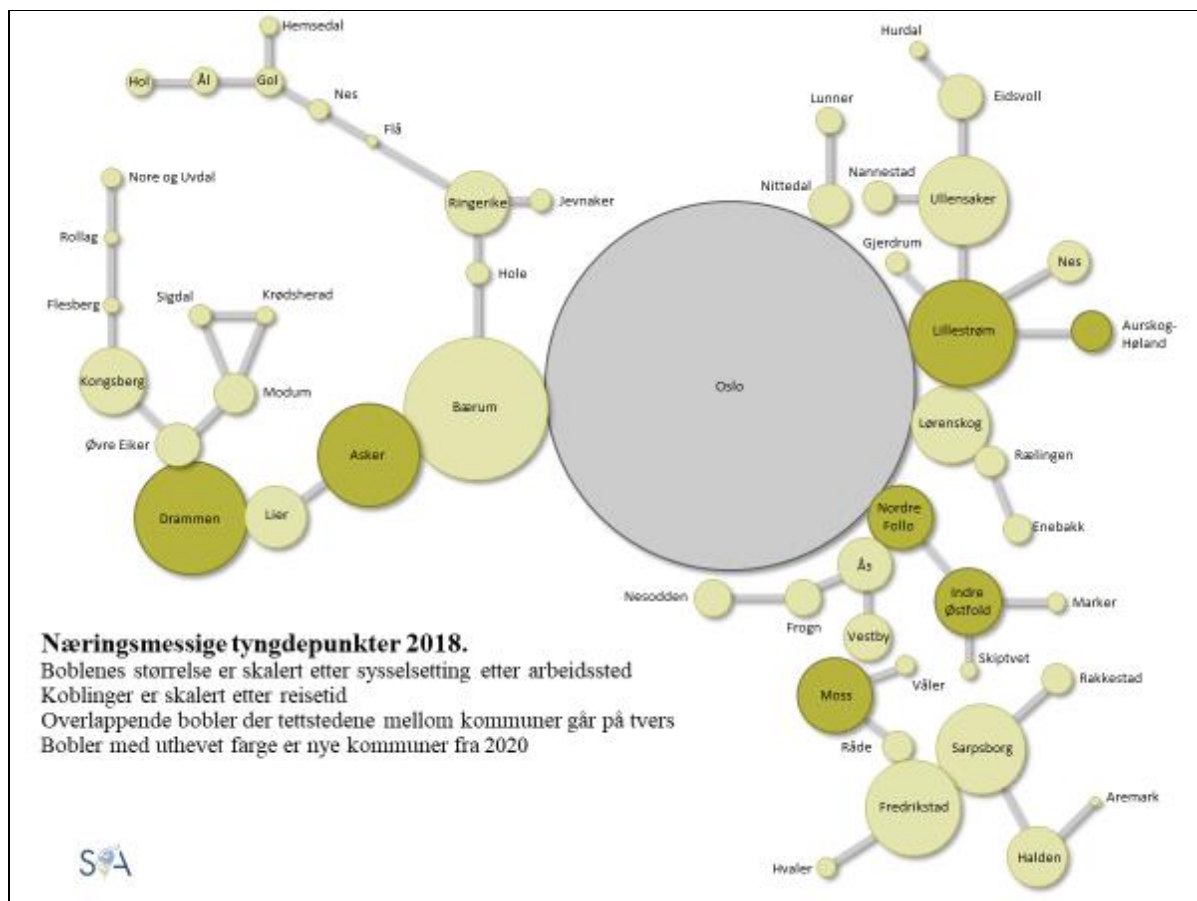 Hemsedal
Hol
Ål
Gol
Nes
Flå
Nore og Uvdal
Ringerike
Jevnaker
Rollag
Hole
Flesberg
Sigdal
Krødsherad
Kongsberg
Modum
Øvre Eiker
Bærum
Asker
Drammen
Lier
Oslo
Hurdal
Eidsvoll
Lunner
Nannestad
Nittedal
Ullensaker
Gjerdrum
Nes
Lillestrøm
Aurskog-
Høland
Lørenskog
Rælingen
Enebakk
Nordre
Follo
Ås
Nesodden
Frogn
Vestby
Indre
Østfold
Marker
Skiptvet
Våler
Moss
Råde
Rakkestad
Sarpsborg
Fredrikstad
Aremark
Halden
Hvaler
Næringsmessige tyngdepunkter 2018.
Boblenes størrelse er skalert etter sysselsetting etter arbeidssted
Koblinger er skalert etter reisetid
Overlappende bobler der tettstedene mellom kommuner går på tvers
Bobler med uthevet farge er nye kommuner fra 2020
SA